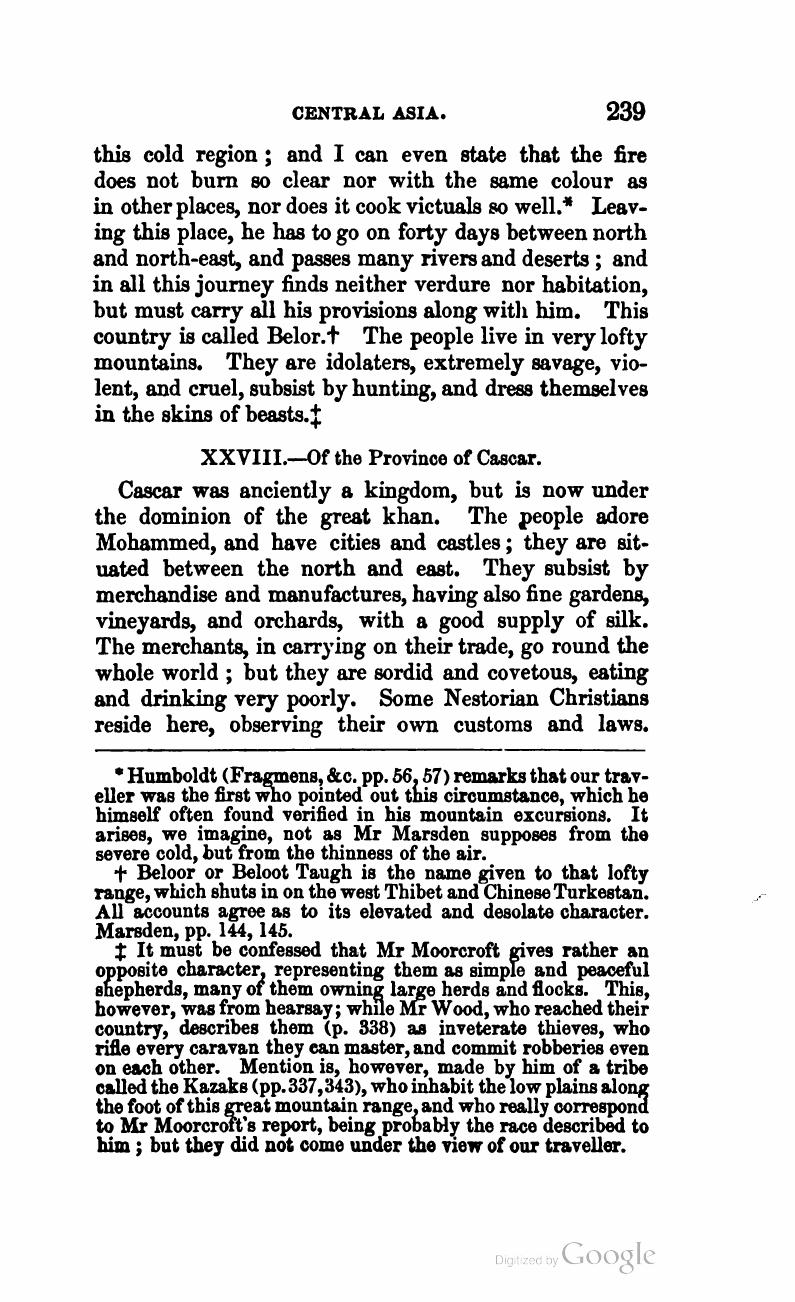 CENTRAL ASIA. 239
this cold region ; and I can even state that the fire
does not burn so clear nor with the same colour as
in other places, nor does it cook victuals so well.* Leav-
ing this place, he has to go on forty days between north
and north-east, and passes many rivers and deserts ; and
in all this journey finds neither verdure nor habitation,
but must carry all his provisions along with him. This
country is called Belor.† The people live in very lofty
mountains. They are idolaters, extremely savage, vio-
lent, and cruel, subsist by hunting, and dress themselves
in the skins of beasts.‡
XXVIII.—Of the Province of Cascar.
Cascar was anciently a kingdom, but is now under
the dominion of the great khan. The people adore
Mohammed, and have cities and castles ; they are sit-
uated between the north and east. They subsist by
merchandise and manufactures, having also fine gardens,
vineyards, and orchards, with a good supply of silk.
The merchants, in carrying on their trade, go round the
whole world ; but they are sordid and covetous, eating
and drinking very poorly. Some Nestorian Christians
reside here, observing their own customs and laws.
* Humboldt (Fragmens, &c. pp. 56, 57) remarks that our trav-
eller was the first who pointed out this circumstance, which he
himself often found verified in his mountain excursions. It
arises, we imagine, not as Mr Marsden supposes from the
severe cold, but from the thinness of the air.
† Beloor or Beloot Taugh is the name given to that lofty
range, which shuts in on the west Thibet and Chinese Turkestan.
All accounts agree as to its elevated and desolate character.
Marsden, pp. 144, 145.
‡ It must be confessed that Mr Moorcroft gives rather an
opposite character, representing them as simple and peaceful
shepherds, many of them owning large herds and flocks. This,
however, was from hearsay ; while Mr Wood, who reached their
country, describes them (p. 338) as inveterate thieves, who
rifle every caravan they can master, and commit robberies even
on each other. Mention is, however, made by him of a tribe
called the Kazaks (pp. 337, 343), who inhabit the low plains along
the foot of this great mountain range, and who really correspond
to Mr Moorcroft's report, being probably the race described to
him ; but they did not come under the view of our traveller.
Digitized by Google